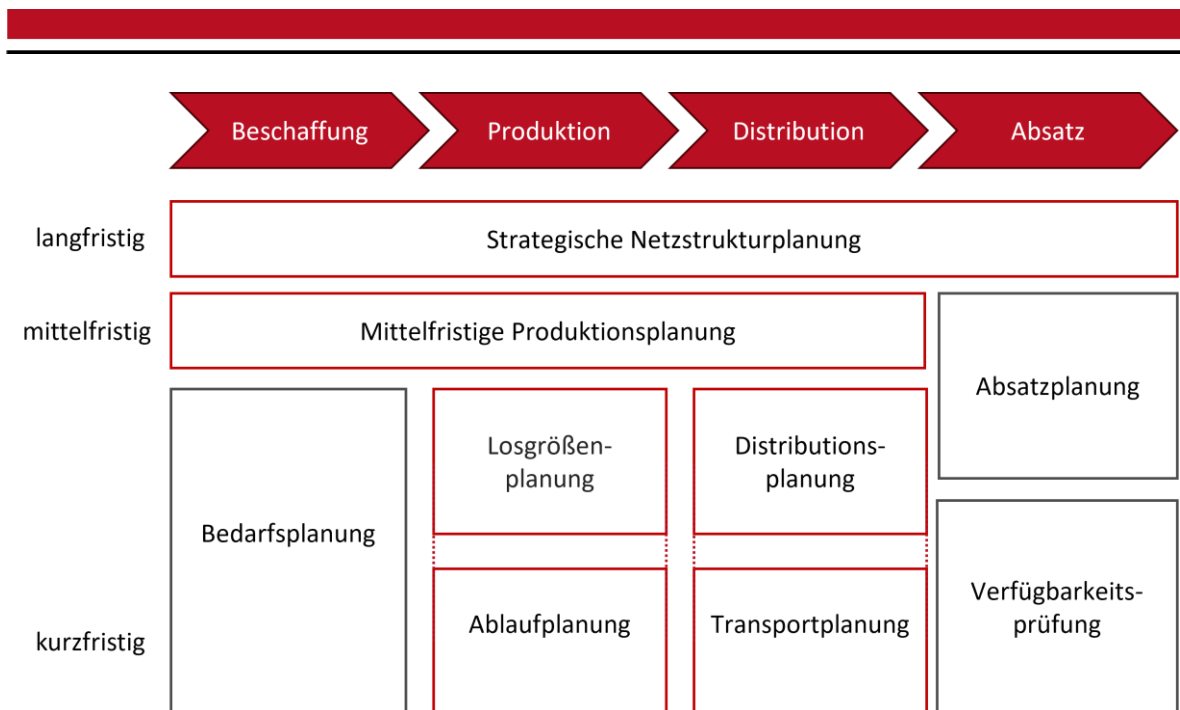 Beschaffung
Produktion
Distribution
Absatz
langfristig
Strategische Netzstrukturplanung
mittelfristig
Mittelfristige Produktionsplanung
Absatzplanung
Losgrößen-
planung
Distributions-
planung
Bedarfsplanung
Verfügbarkeits-
prüfung
Ablaufplanung
Transportplanung
kurzfristig